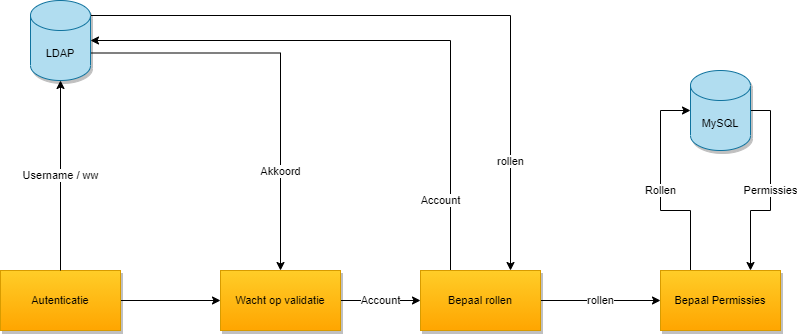 LDAP
MySQL
Username / ww
Akkoord
Account
rollen
Rollen
Permissies
Autenticatie
Wacht op validatie
Account
Bepaal rollen
rollen
Bepaal Permissies